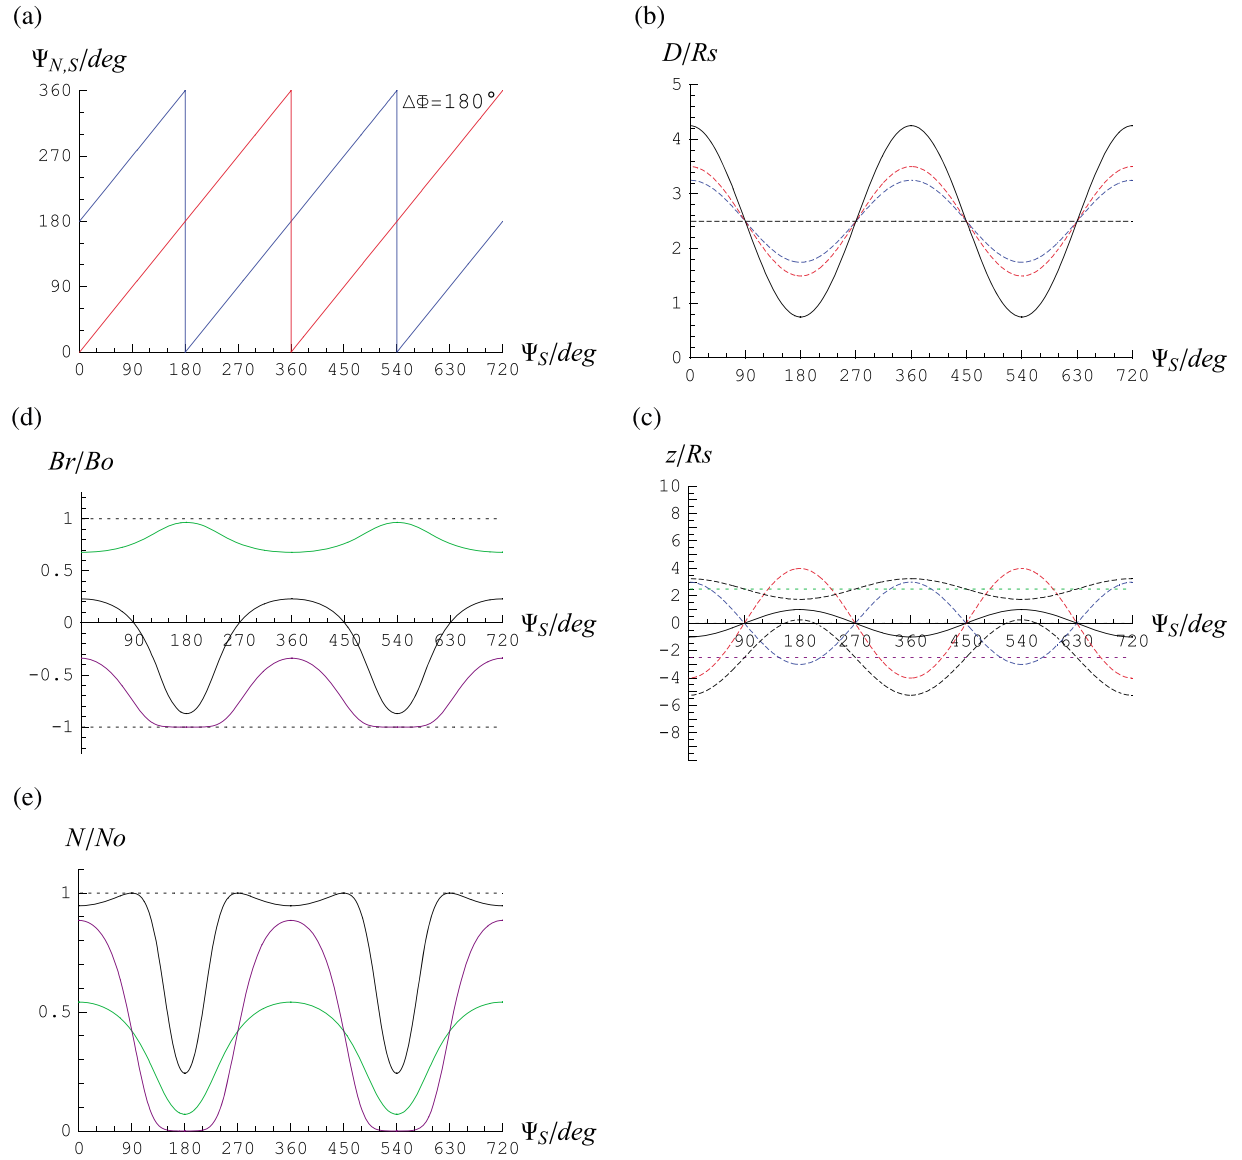 (a)
Ψ_{N,S}/deg
360
270
180
90
0
ΔΦ=180°
0 90 180 270 360 450 540 630 720
Ψ_S/deg
(b)
D/Rs
5
4
3
2
1
0
0 90 180 270 360 450 540 630 720
Ψ_S/deg
(d)
Br/Bo
1
0.5
0
-0.5
-1
90 180 270 360 450 540 630 720
Ψ_S/deg
(c)
z/Rs
10
8
6
4
2
0
-2
-4
-6
-8
90 180 270 360 450 540 630 720
Ψ_S/deg
(e)
N/No
1
0.5
0
0 90 180 270 360 450 540 630 720
Ψ_S/deg